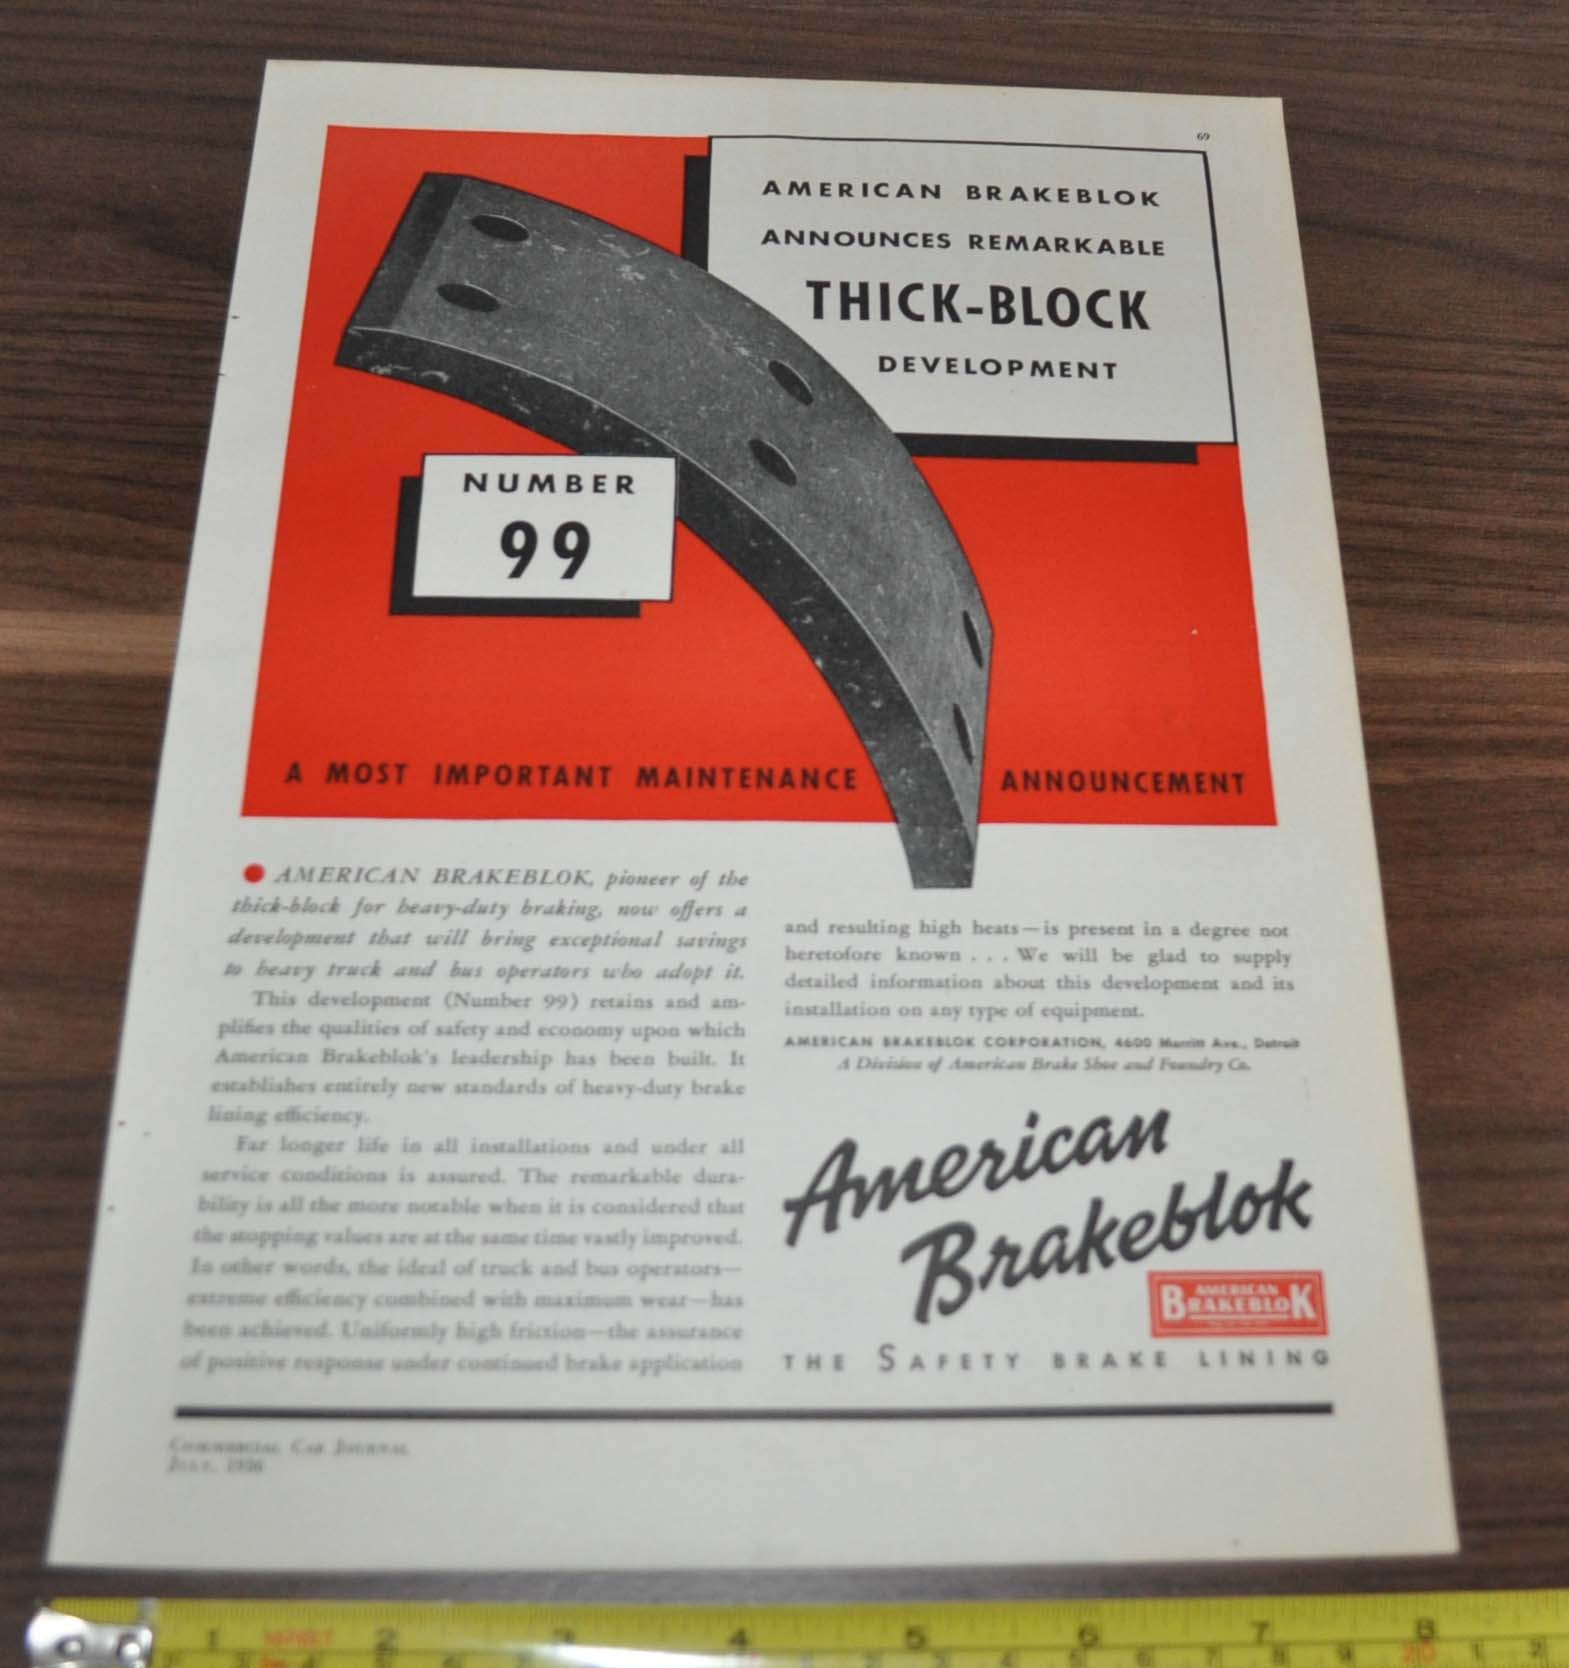 69
AMERICAN BRAKEBLOK
ANNOUNCES REMARKABLE
THICK-BLOCK
DEVELOPMENT
NUMBER
99
A MOST IMPORTANT MAINTENANCE ANNOUNCEMENT
● AMERICAN BRAKEBLOK, pioneer of the
thick-block for heavy-duty braking, now offers a
development that will bring exceptional savings
to heavy truck and bus operators who adopt it.
This development (Number 99) retains and am-
plifies the qualities of safety and economy upon which
American Brakeblok's leadership has been built. It
establishes entirely new standards of heavy-duty brake
lining efficiency.
Far longer life in all installations and under all
service conditions is assured. The remarkable dura-
bility is all the more notable when it is considered that
the stopping values are at the same time vastly improved.
In other words, the ideal of truck and bus operators—
extreme efficiency combined with maximum wear—has
been achieved. Uniformly high friction—the assurance
of positive response under continued brake application
and resulting high heats—is present in a degree not
heretofore known . . . We will be glad to supply
detailed information about this development and its
installation on any type of equipment.
AMERICAN BRAKEBLOK CORPORATION, 4600 Merritt Ave., Detroit
A Division of American Brake Shoe and Foundry Co.
American
Brakeblok
AMERICAN
BRAKEBLOK
THE SAFETY BRAKE LINING
COMMERCIAL CAR JOURNAL
JULY, 1936
1 2 3 4 5 6 7 8